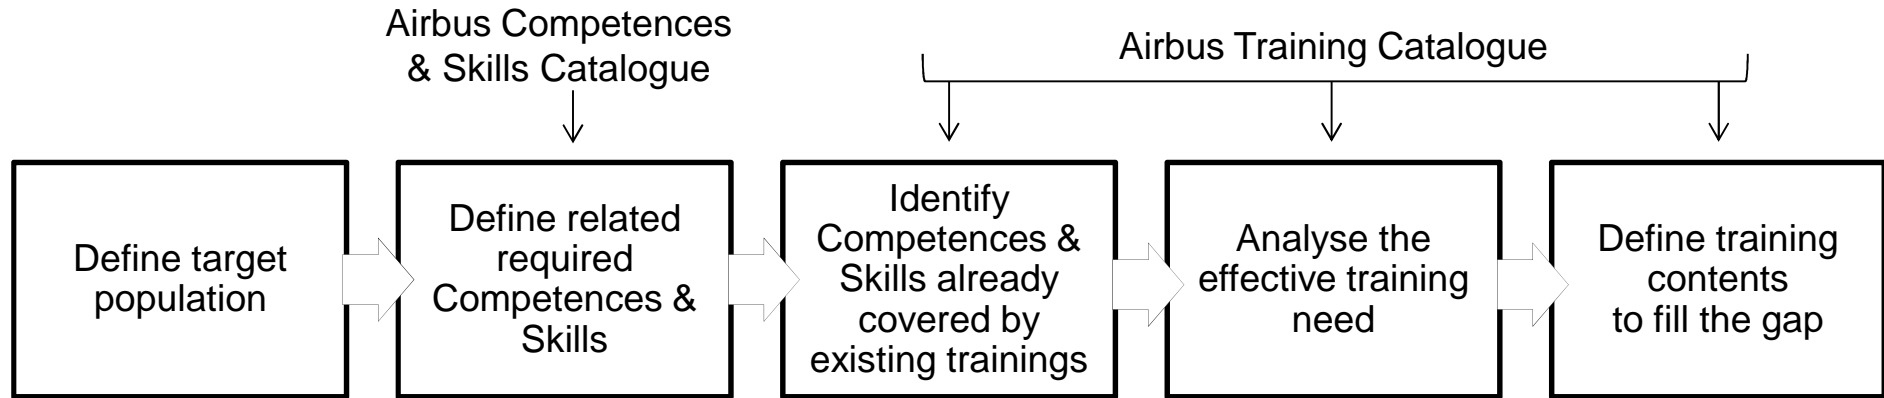 Airbus Competences
& Skills Catalogue
Airbus Training Catalogue
Define target
population
Define related
required
Competences &
Skills
Identify
Competences &
Skills already
covered by
existing trainings
Analyse the
effective training
need
Define training
contents
to fill the gap